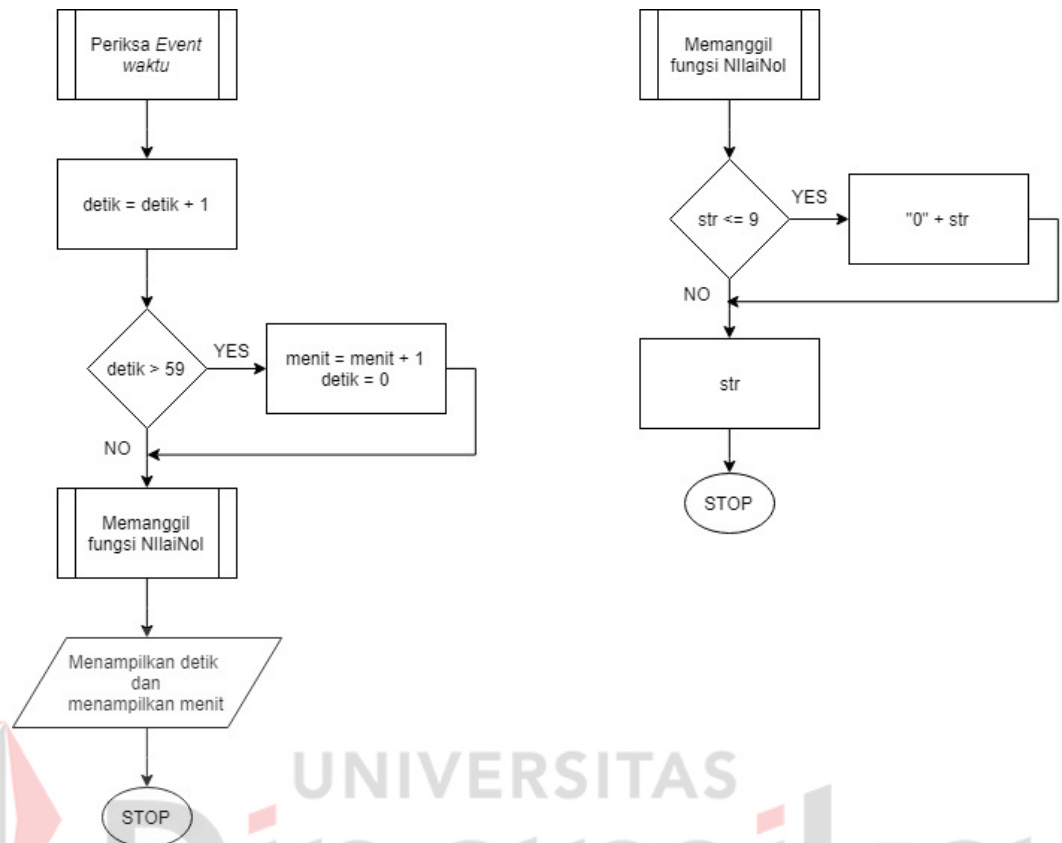 Periksa Event
waktu
detik = detik + 1
detik > 59
YES
menit = menit + 1
detik = 0
NO
Memanggil
fungsi NIlaiNol
Menampilkan detik
dan
menampilkan menit
STOP
Memanggil
fungsi NIlaiNol
str <= 9
YES
"0" + str
NO
str
STOP
UNIVERSITAS